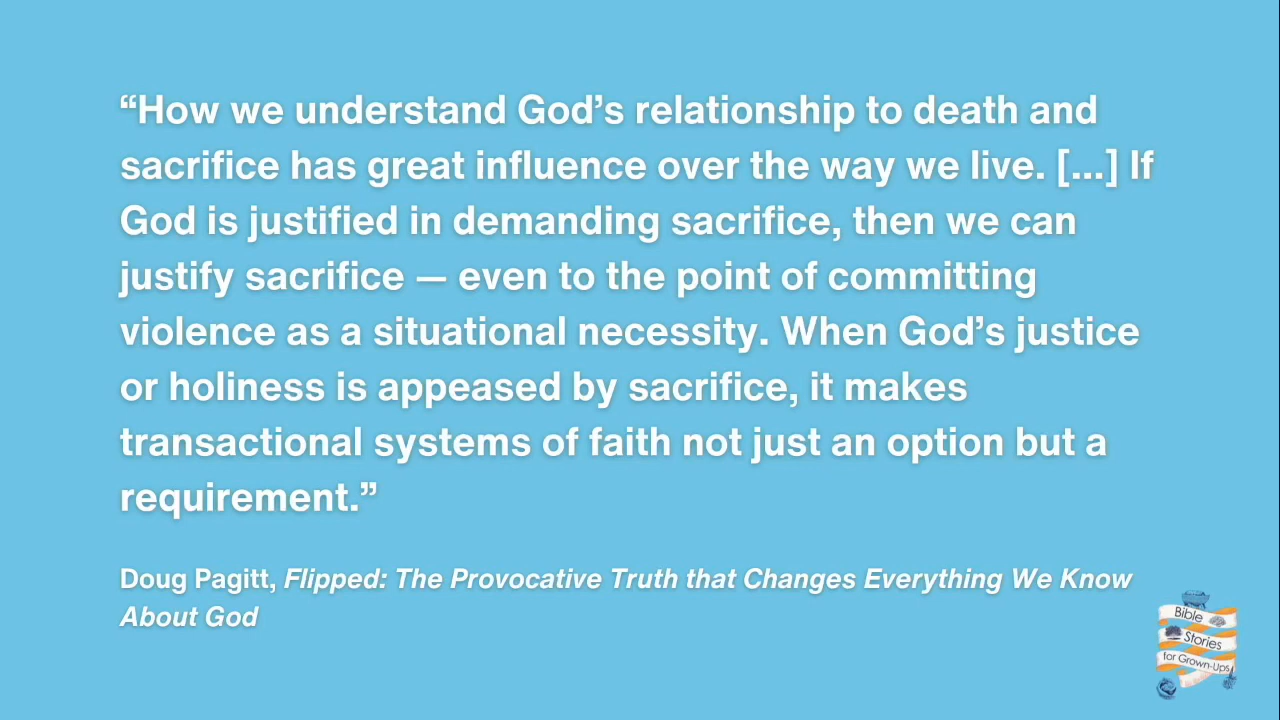 “How we understand God’s relationship to death and
sacrifice has great influence over the way we live. [...] If
God is justified in demanding sacrifice, then we can
justify sacrifice — even to the point of committing
violence as a situational necessity. When God’s justice
or holiness is appeased by sacrifice, it makes
transactional systems of faith not just an option but a
requirement.”
Doug Pagitt, Flipped: The Provocative Truth that Changes Everything We Know
About God
Bible
Stories
for Grown-Ups